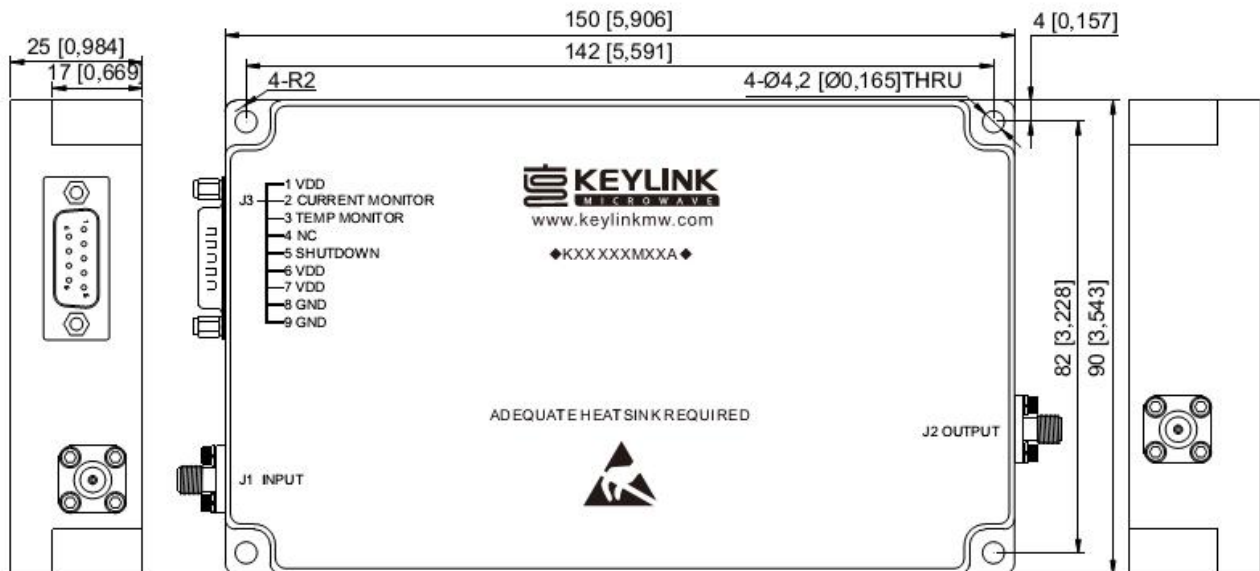 150 [5,906]
4 [0,157]
25 [0,984]
142 [5,591]
17 [0,669]
4-R2
4-Ø4,2 [Ø0,165]THRU
J3
1 VDD
2 CURRENT MONITOR
3 TEMP MONITOR
4 NC
5 SHUTDOWN
6 VDD
7 VDD
8 GND
9 GND
KEYLINK
MICROWAVE
www.keylinkmw.com
◆KXXXXXMXXA◆
82 [3,228]
90 [3,543]
ADEQUATE HEATSINK REQUIRED
J2 OUTPUT
J1 INPUT